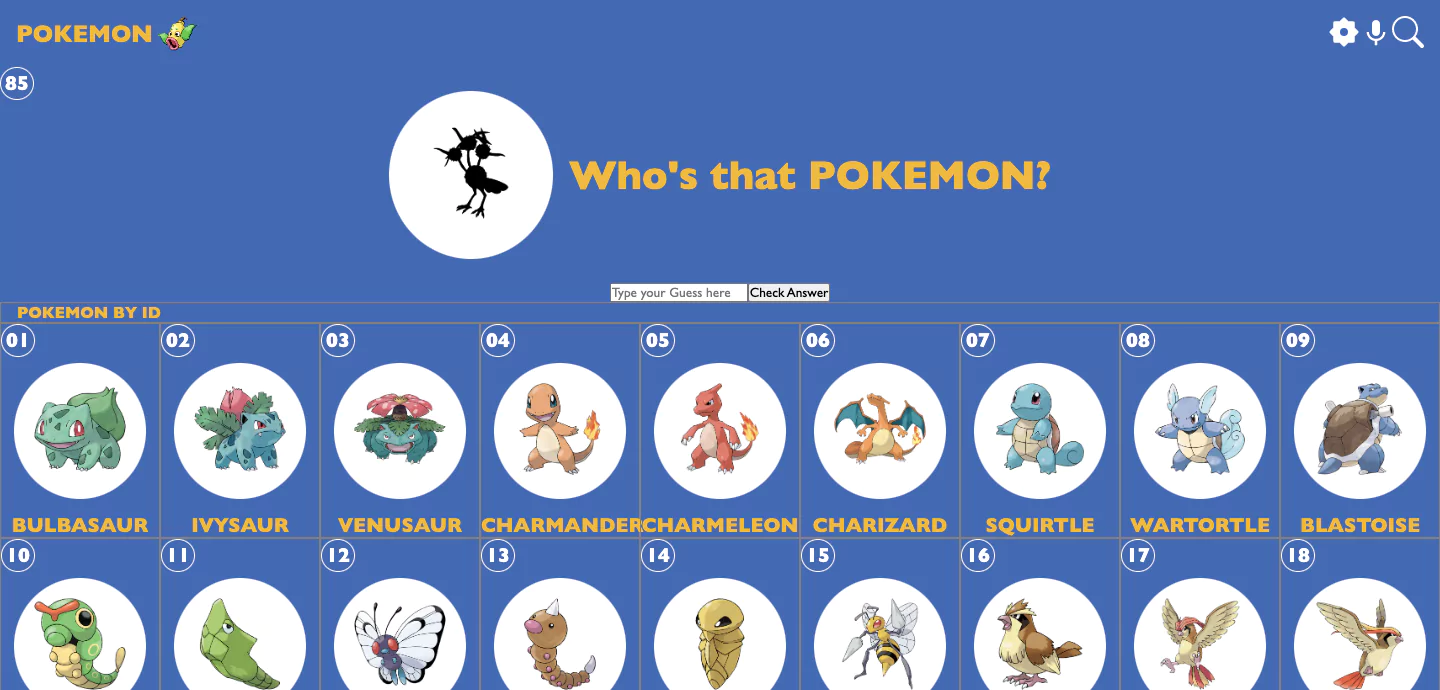 POKEMON
85
Who's that POKEMON?
Type your Guess here Check Answer
POKEMON BY ID
01 02 03 04 05 06 07 08 09
BULBASAUR IVYSAUR VENUSAUR CHARMANDER CHARMELEON CHARIZARD SQUIRTLE WARTORTLE BLASTOISE
10 11 12 13 14 15 16 17 18